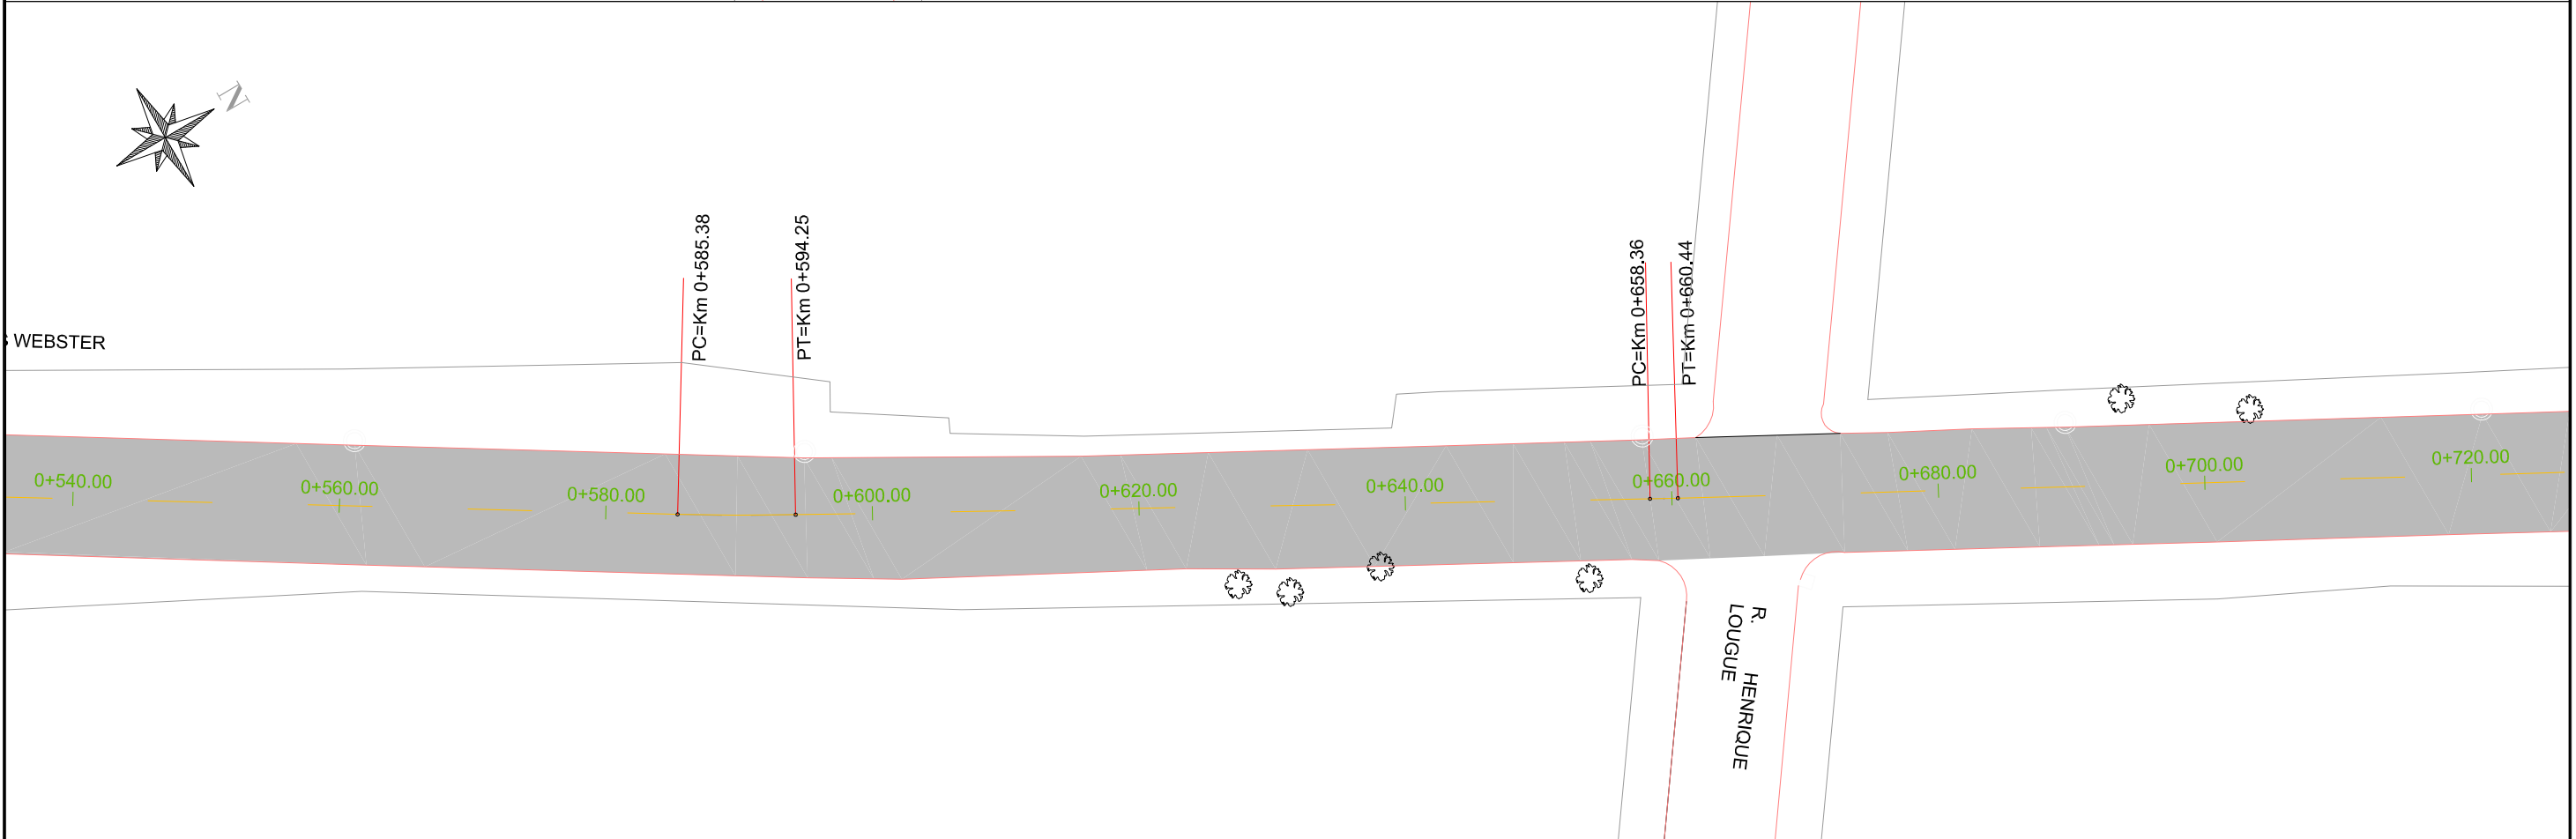 N
PC=Km 0+585.38
PT=Km 0+594.25
PC=Km 0+658.36
PT=Km 0+660.44
WEBSTER
0+540.00
0+560.00
0+580.00
0+600.00
0+620.00
0+640.00
0+660.00
0+680.00
0+700.00
0+720.00
R. HENRIQUE
LOUGUE